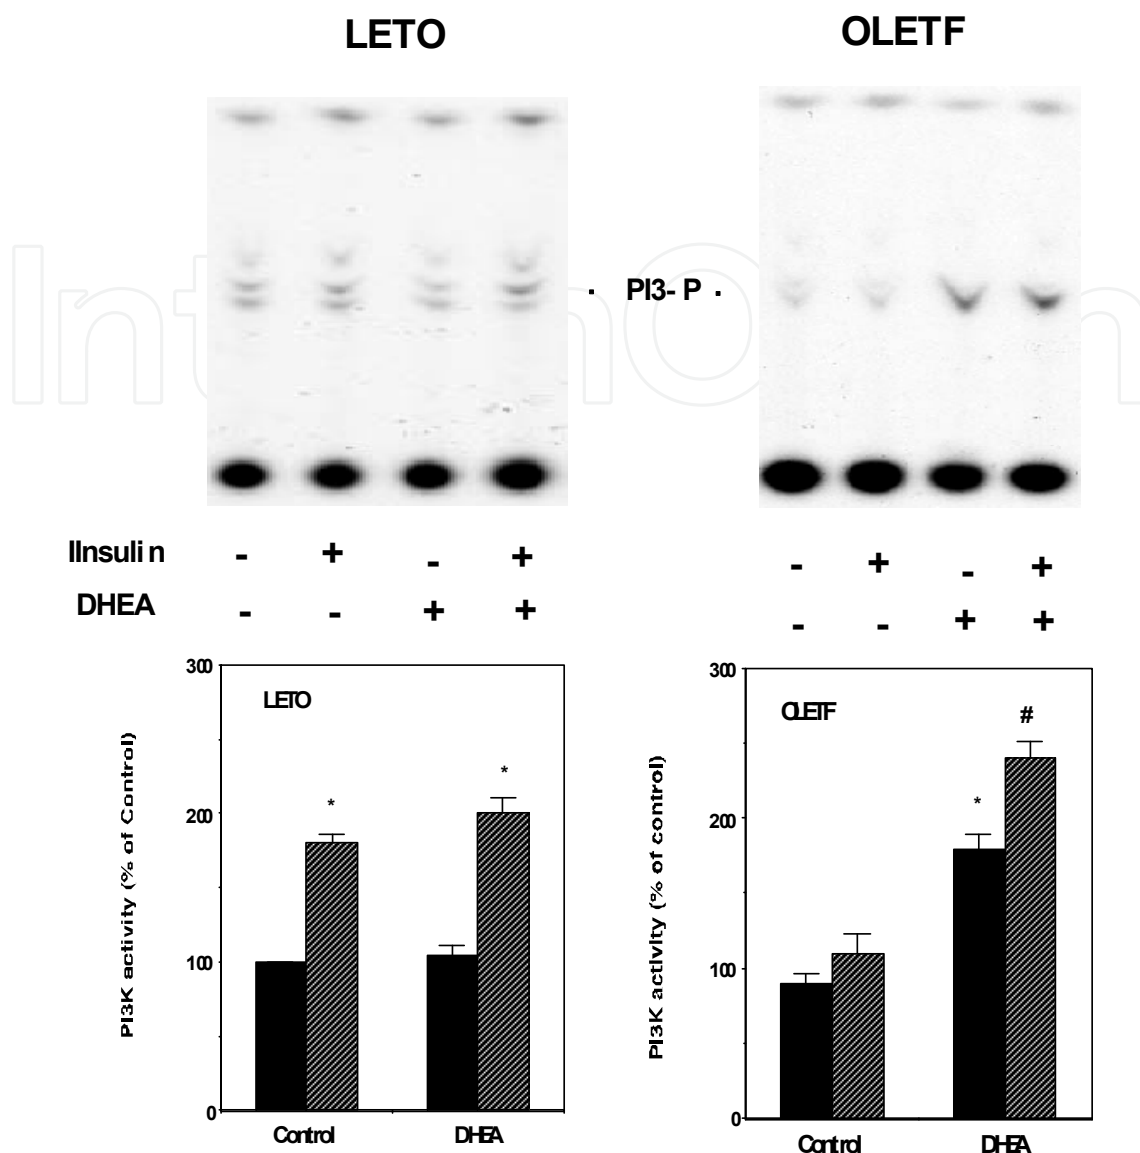 LETO
OLETF
PI3- P
IInsulin - + - + - + - +
DHEA - - + + - - + +
300
200
100
0
PI3K activity (% of Control)
LETO
*
*
Control
DHEA
300
200
100
0
PI3K activity (% of control)
OLETF
*
#
Control
DHEA